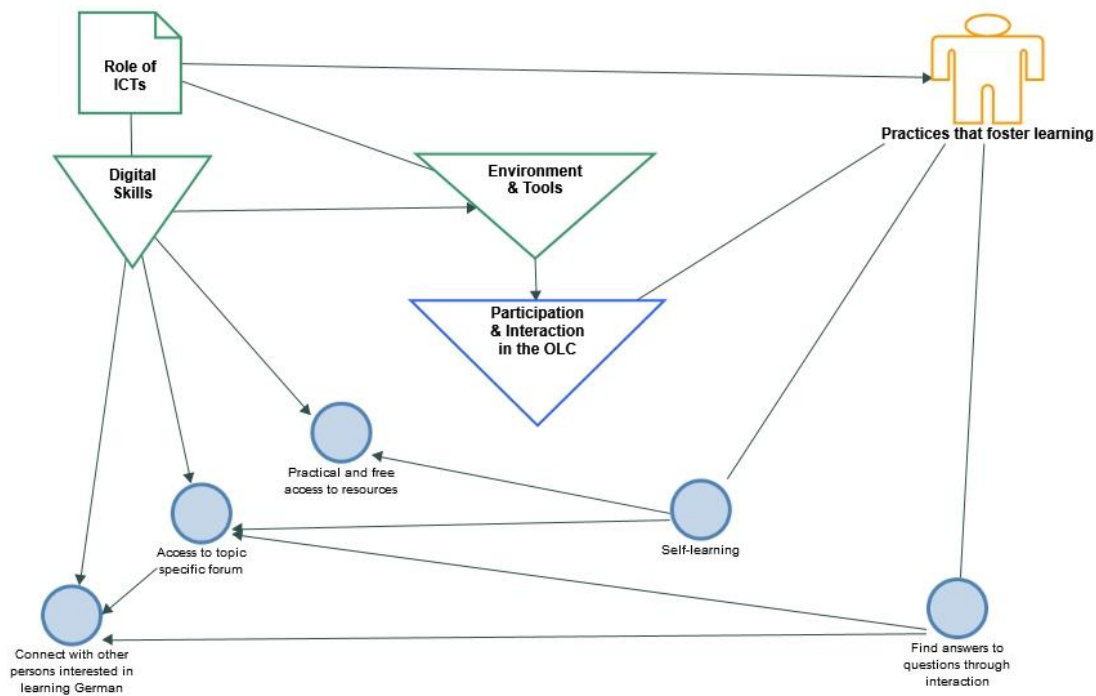 Role of
ICTs
Practices that foster learning
Digital
Skills
Environment
& Tools
Participation
& Interaction
in the OLC
Practical and free
access to resources
Access to topic
specific forum
Self-learning
Connect with other
persons interested in
learning German
Find answers to
questions through
interaction